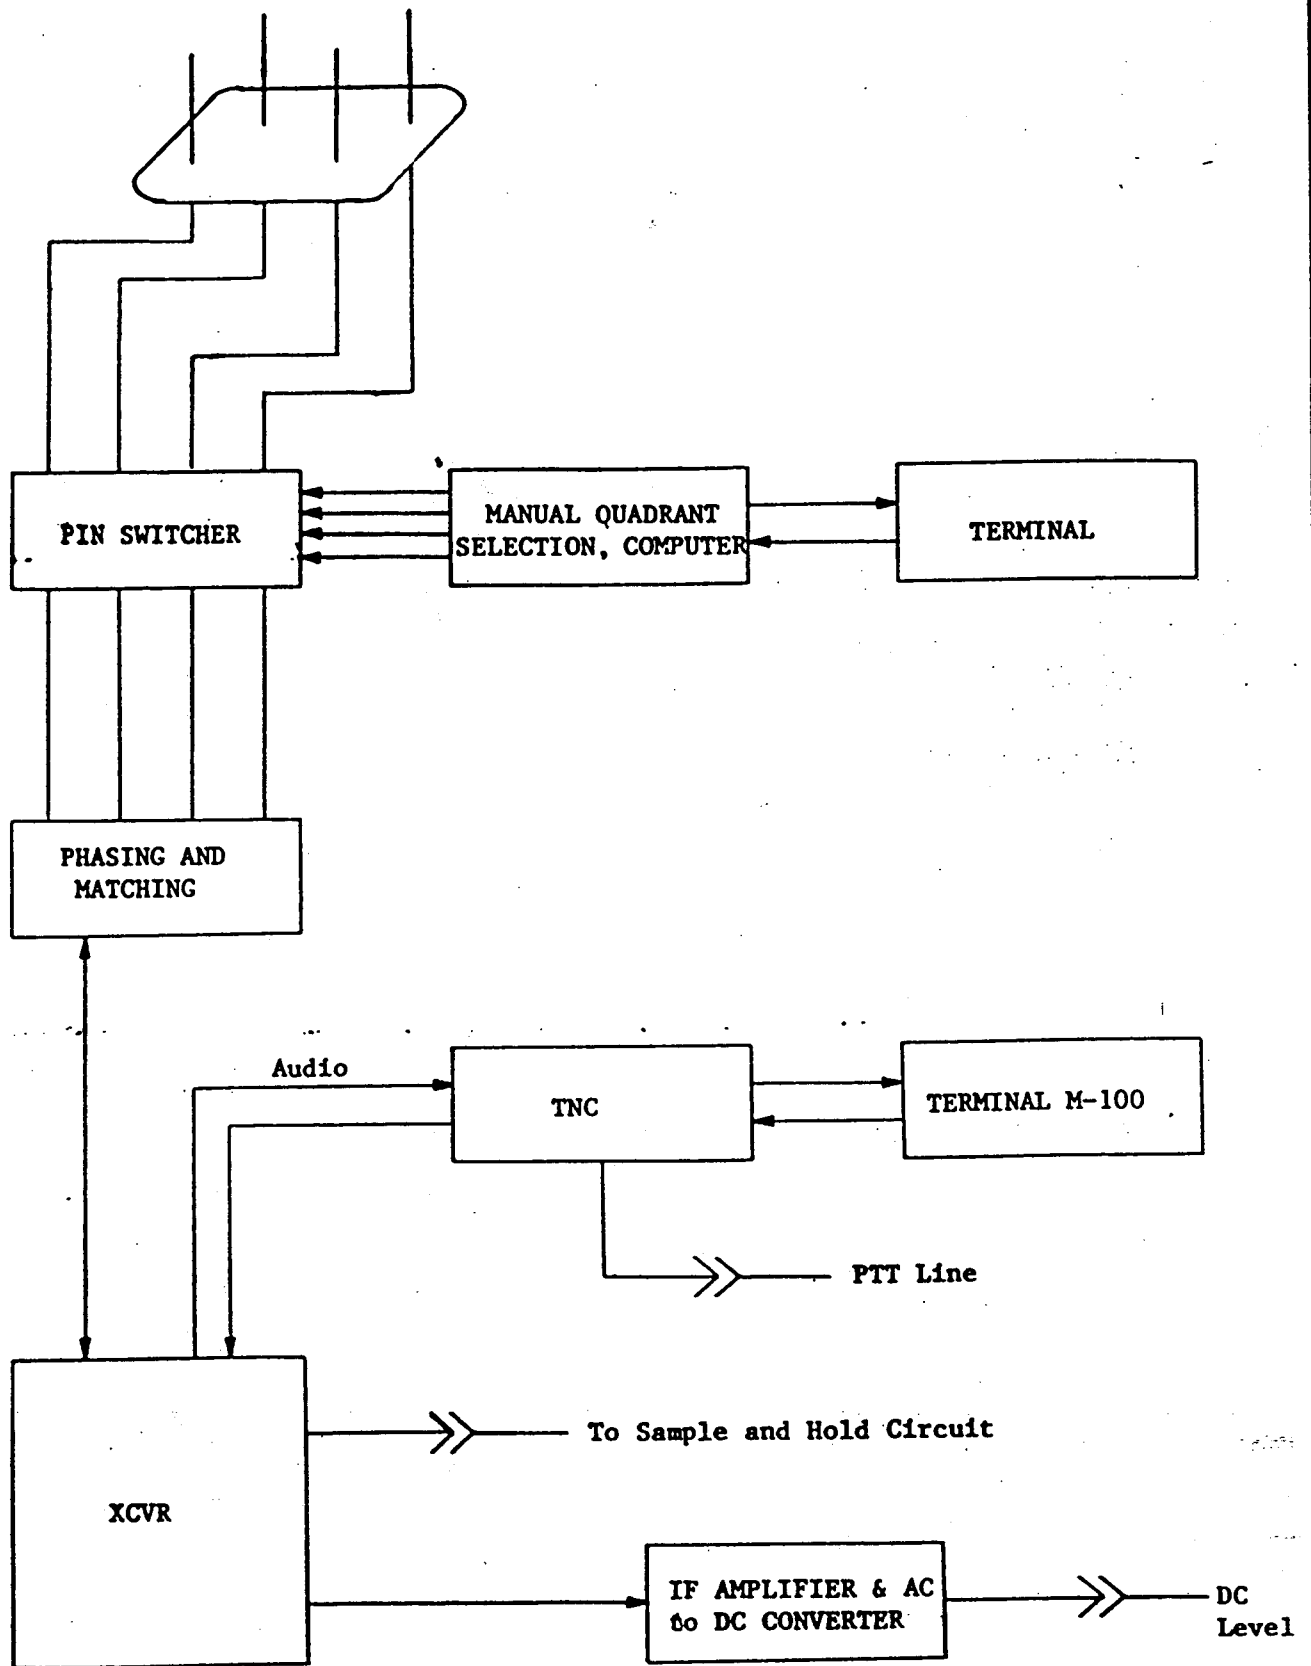 PIN SWITCHER
MANUAL QUADRANT
SELECTION, COMPUTER
TERMINAL
PHASING AND
MATCHING
Audio
TNC
TERMINAL M-100
PTT Line
To Sample and Hold Circuit
XCVR
IF AMPLIFIER & AC
to DC CONVERTER
DC
Level